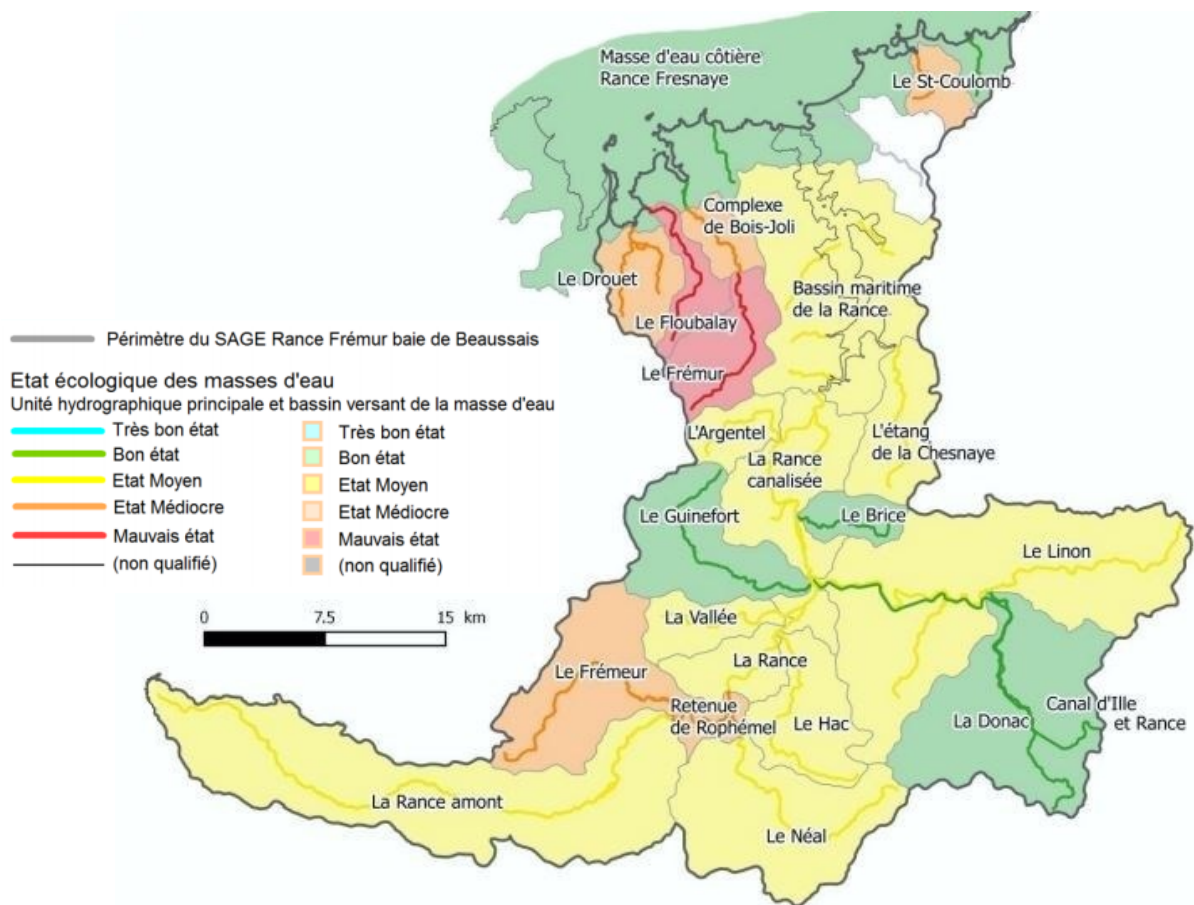 Masse d'eau côtière
Rance Fresnaye
Le St-Coulomb
Complexe
de Bois-Joli
Le Drouet
Bassin maritime
de la Rance
Le Floubalay
Le Frémur
Périmètre du SAGE Rance Frémur baie de Beaussais
Etat écologique des masses d'eau
Unité hydrographique principale et bassin versant de la masse d'eau
Très bon état
Très bon état
Bon état
Bon état
Etat Moyen
Etat Moyen
Etat Médiocre
Etat Médiocre
Mauvais état
Mauvais état
(non qualifié)
(non qualifié)
L'Argentel
L'étang
de la Chesnaye
La Rance
canalisée
Le Guinefort
Le Brice
Le Linon
0 7.5 15 km
La Vallée
La Rance
Le Frémeur
Retenue
de Rophémel
Le Hac
La Donac
Canal d'Ille
et Rance
La Rance amont
Le Néal